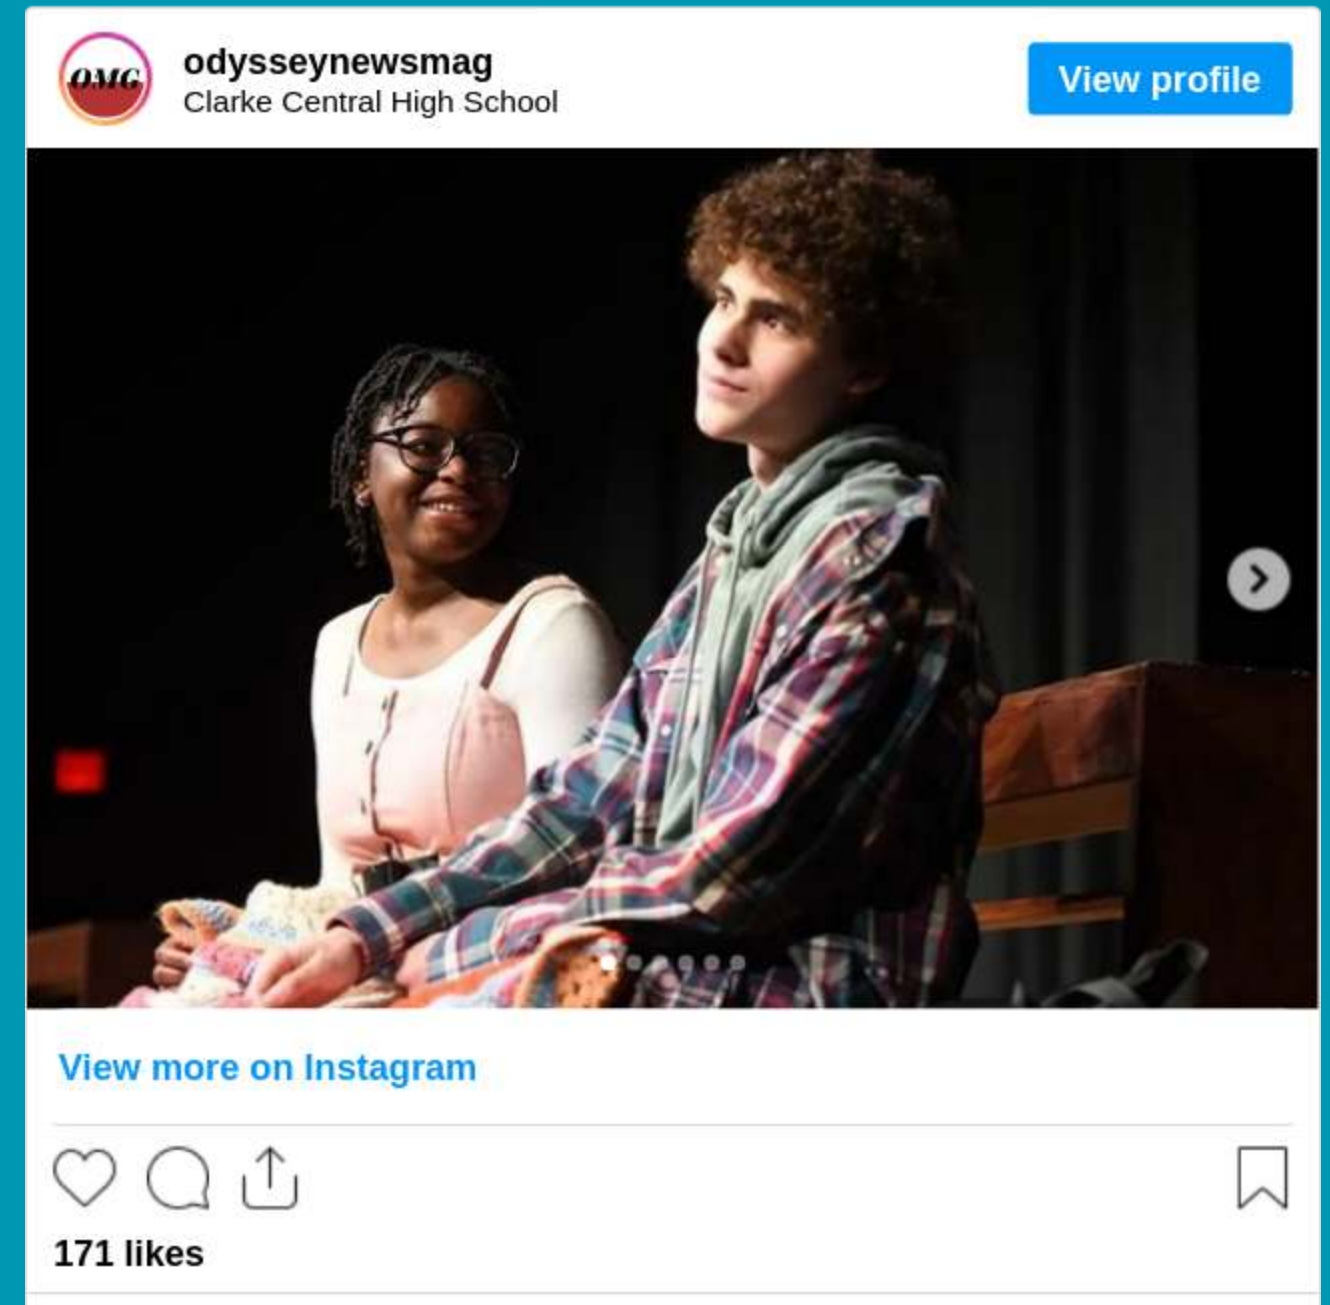 OMG
odysseynewsmag
Clarke Central High School
View profile
View more on Instagram
171 likes